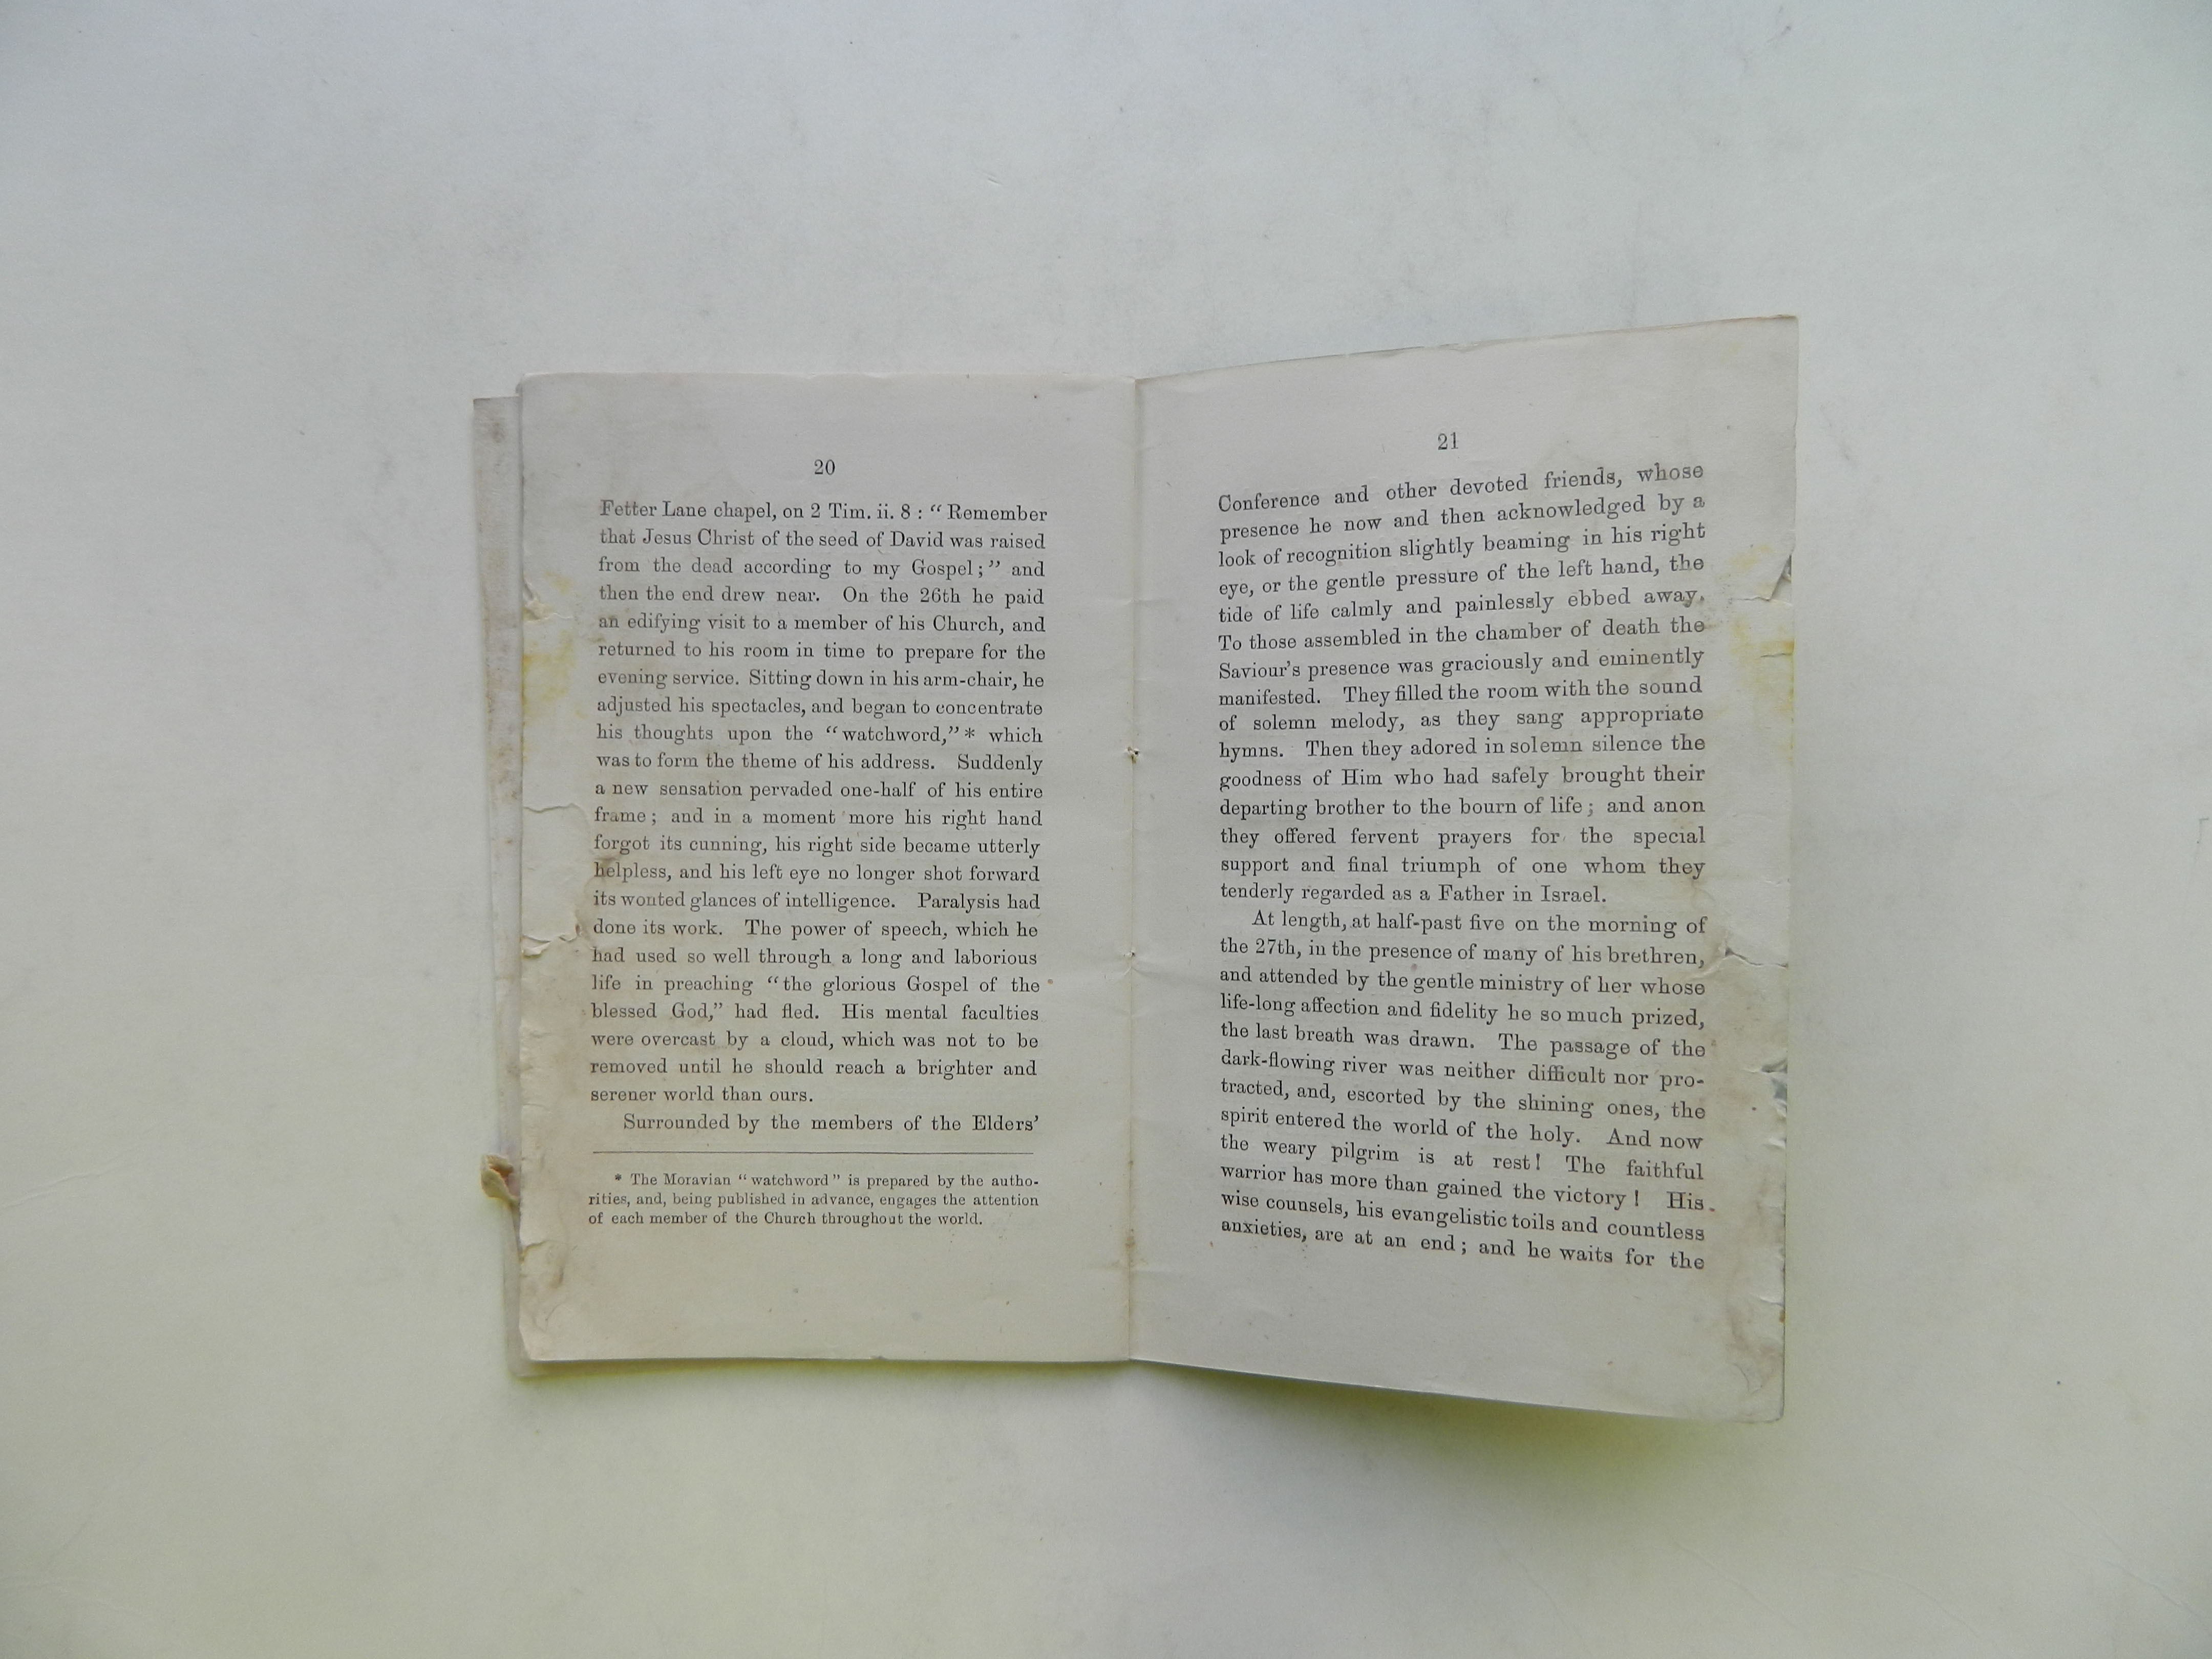 20
Fetter Lane chapel, on 2 Tim. ii. 8 : “ Remember
that Jesus Christ of the seed of David was raised
from the dead according to my Gospel ; ” and
then the end drew near. On the 26th he paid
an edifying visit to a member of his Church, and
returned to his room in time to prepare for the
evening service. Sitting down in his arm-chair, he
adjusted his spectacles, and began to concentrate
his thoughts upon the “ watchword,” * which
was to form the theme of his address. Suddenly
a new sensation pervaded one-half of his entire
frame ; and in a moment more his right hand
forgot its cunning, his right side became utterly
helpless, and his left eye no longer shot forward
its wonted glances of intelligence. Paralysis had
done its work. The power of speech, which he
had used so well through a long and laborious
life in preaching “ the glorious Gospel of the
blessed God,” had fled. His mental faculties
were overcast by a cloud, which was not to be
removed until he should reach a brighter and
serener world than ours.
Surrounded by the members of the Elders’
* The Moravian “ watchword ” is prepared by the autho-
rities, and, being published in advance, engages the attention
of each member of the Church throughout the world.
21
Conference and other devoted friends, whose
presence he now and then acknowledged by a
look of recognition slightly beaming in his right
eye, or the gentle pressure of the left hand, the
tide of life calmly and painlessly ebbed away.
To those assembled in the chamber of death the
Saviour’s presence was graciously and eminently
manifested. They filled the room with the sound
of solemn melody, as they sang appropriate
hymns. Then they adored in solemn silence the
goodness of Him who had safely brought their
departing brother to the bourn of life ; and anon
they offered fervent prayers for the special
support and final triumph of one whom they
tenderly regarded as a Father in Israel.
At length, at half-past five on the morning of
the 27th, in the presence of many of his brethren,
and attended by the gentle ministry of her whose
life-long affection and fidelity he so much prized,
the last breath was drawn. The passage of the
dark-flowing river was neither difficult nor pro-
tracted, and, escorted by the shining ones, the
spirit entered the world of the holy. And now
the weary pilgrim is at rest ! The faithful
warrior has more than gained the victory ! His
wise counsels, his evangelistic toils and countless
anxieties, are at an end ; and he waits for the